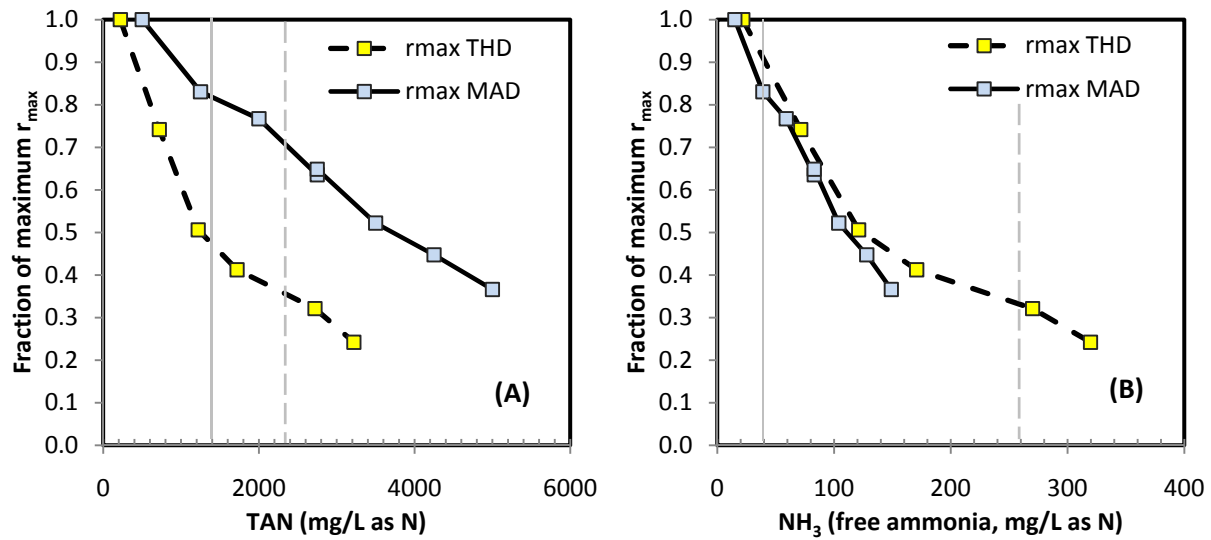 Fraction of maximum rmax
1.0
0.9
0.8
0.7
0.6
0.5
0.4
0.3
0.2
0.1
0.0
rmax THD
rmax MAD
(A)
0 2000 4000 6000
TAN (mg/L as N)
Fraction of maximum rmax
1.0
0.9
0.8
0.7
0.6
0.5
0.4
0.3
0.2
0.1
0.0
rmax THD
rmax MAD
(B)
0 100 200 300 400
NH3 (free ammonia, mg/L as N)